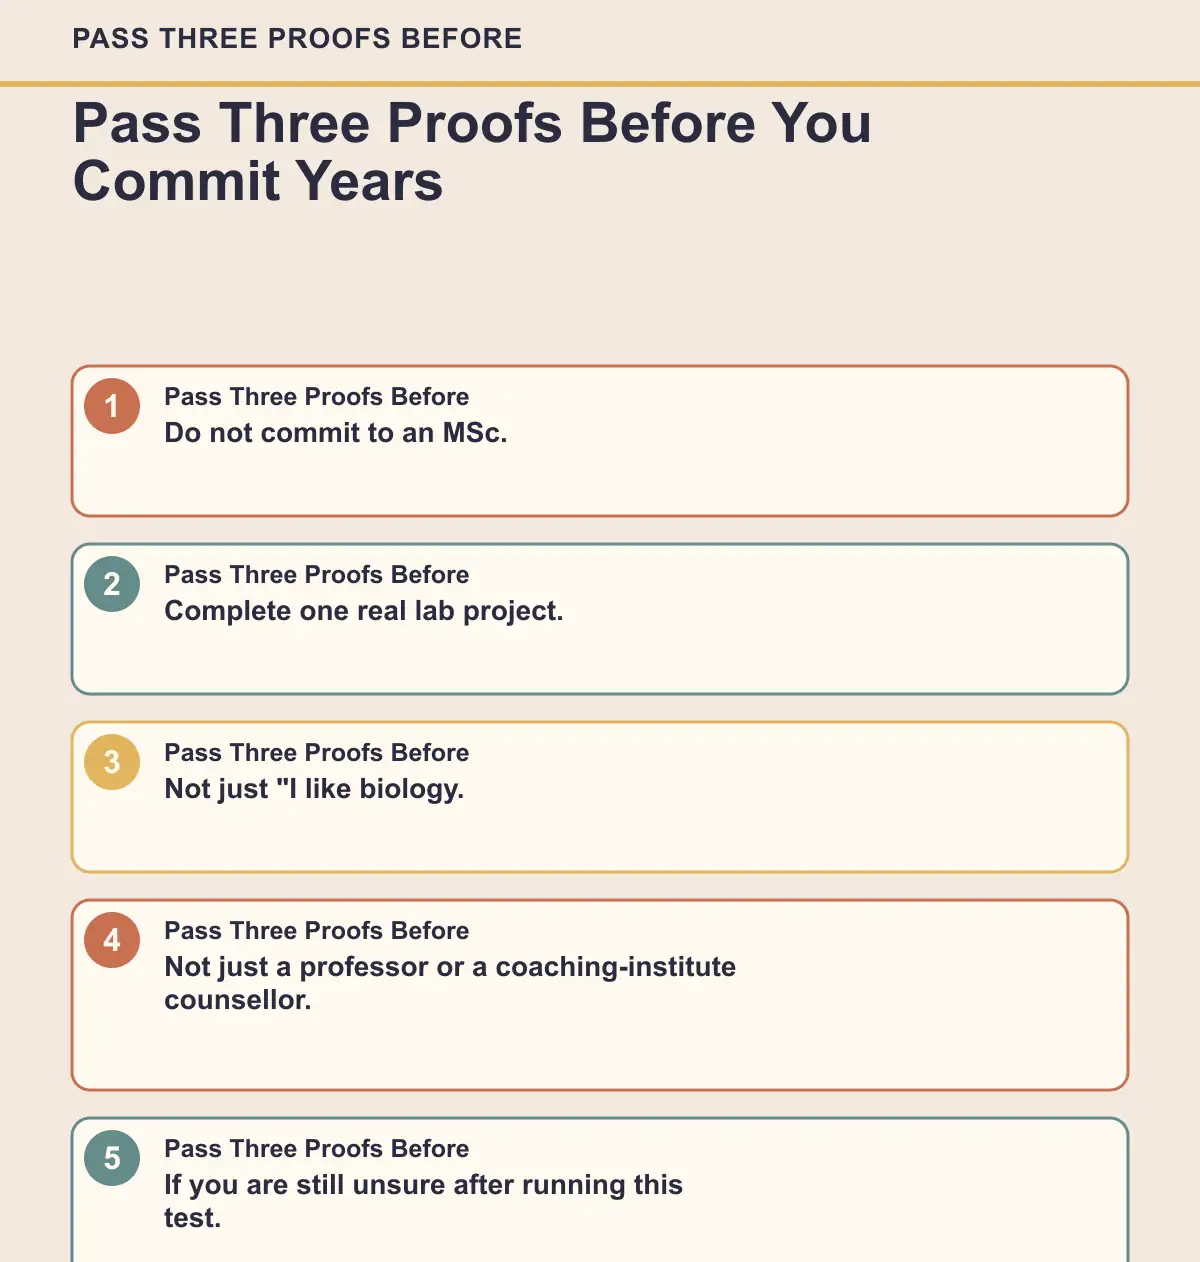 PASS THREE PROOFS BEFORE
Pass Three Proofs Before You
Commit Years
1
Pass Three Proofs Before
Do not commit to an MSc.
2
Pass Three Proofs Before
Complete one real lab project.
3
Pass Three Proofs Before
Not just "I like biology.
4
Pass Three Proofs Before
Not just a professor or a coaching-institute
counsellor.
5
Pass Three Proofs Before
If you are still unsure after running this
test.